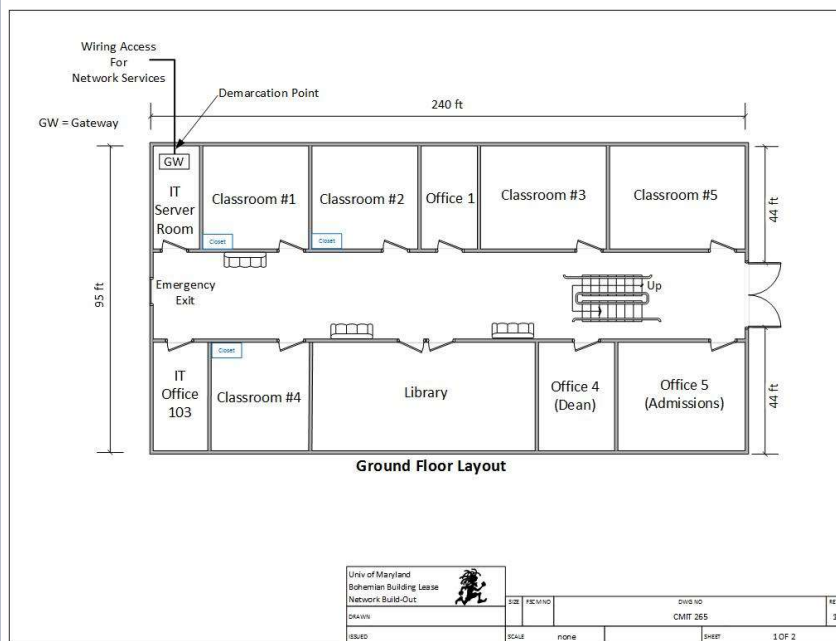 Wiring Access
For
Network Services
Demarcation Point
240 ft
GW = Gateway
GW
IT
Server
Room
Classroom #1
Classroom #2
Office 1
Classroom #3
Classroom #5
44 ft
Closet
Closet
Emergency
Exit
Up
95 ft
Closet
IT
Office
103
Classroom #4
Library
Office 4
(Dean)
Office 5
(Admissions)
44 ft
Ground Floor Layout
Univ of Maryland
Bohemian Building Lease
Network Build-Out
SIZE
FSCM NO
DWG NO
DRAWN
CMIT 265
ISSUED
SCALE
none
SHEET
1 OF 2